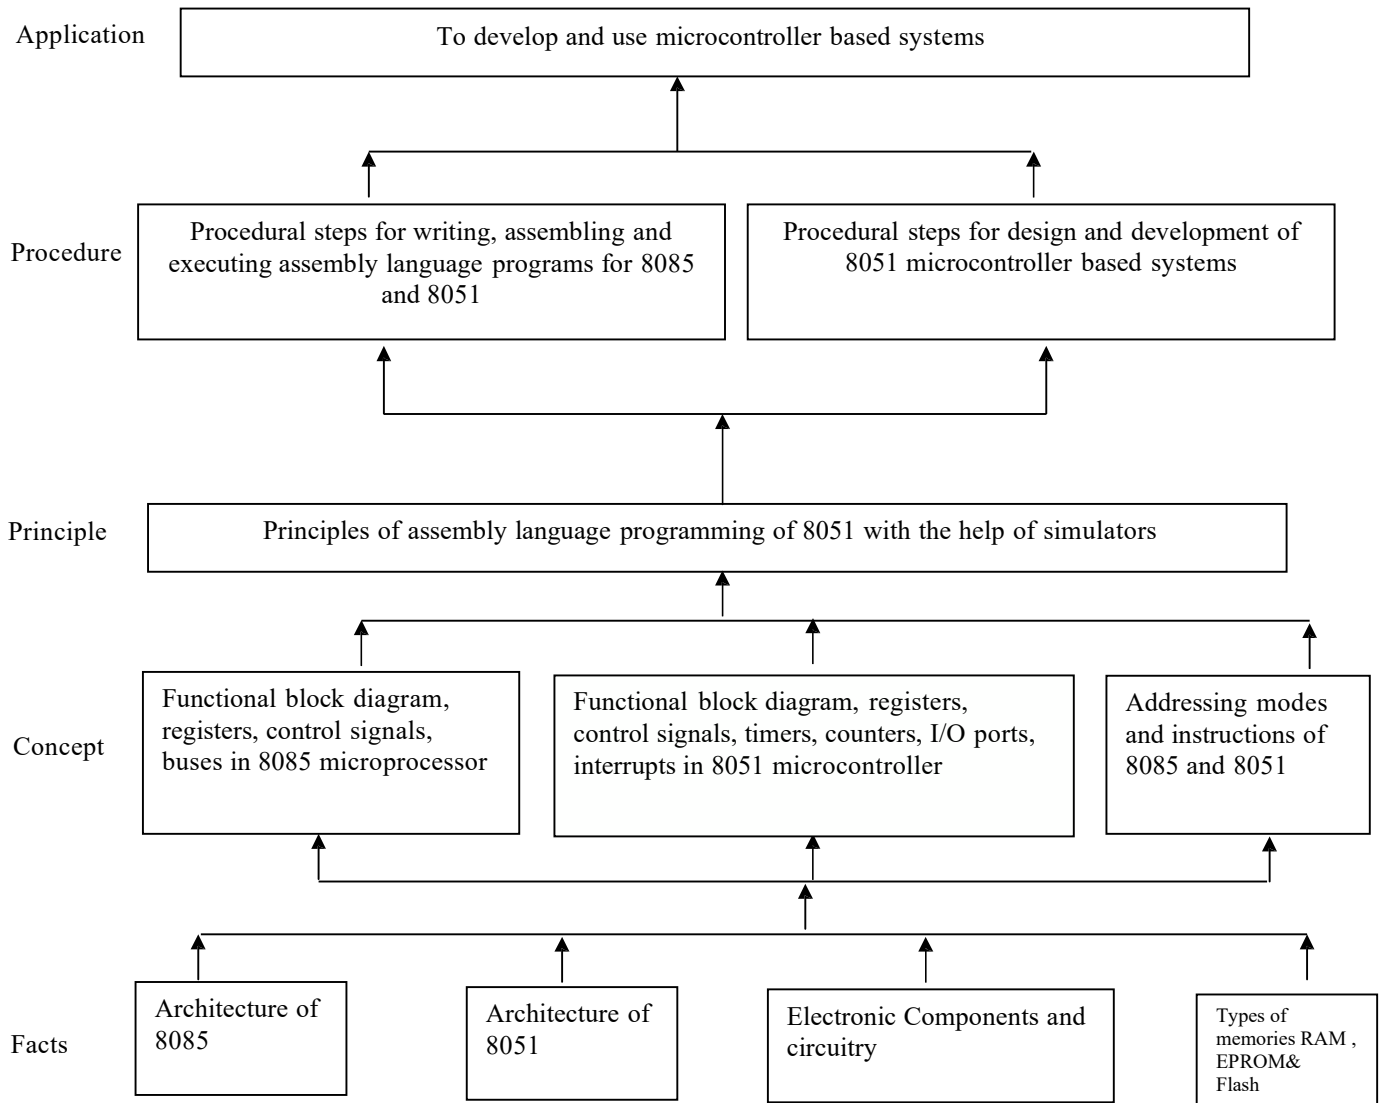 Application
To develop and use microcontroller based systems
Procedure
Procedural steps for writing, assembling and
executing assembly language programs for 8085
and 8051
Procedural steps for design and development of
8051 microcontroller based systems
Principle
Principles of assembly language programming of 8051 with the help of simulators
Concept
Functional block diagram,
registers, control signals,
buses in 8085 microprocessor
Functional block diagram, registers,
control signals, timers, counters, I/O ports,
interrupts in 8051 microcontroller
Addressing modes
and instructions of
8085 and 8051
Facts
Architecture of
8085
Architecture of
8051
Electronic Components and
circuitry
Types of
memories RAM ,
EPROM&
Flash